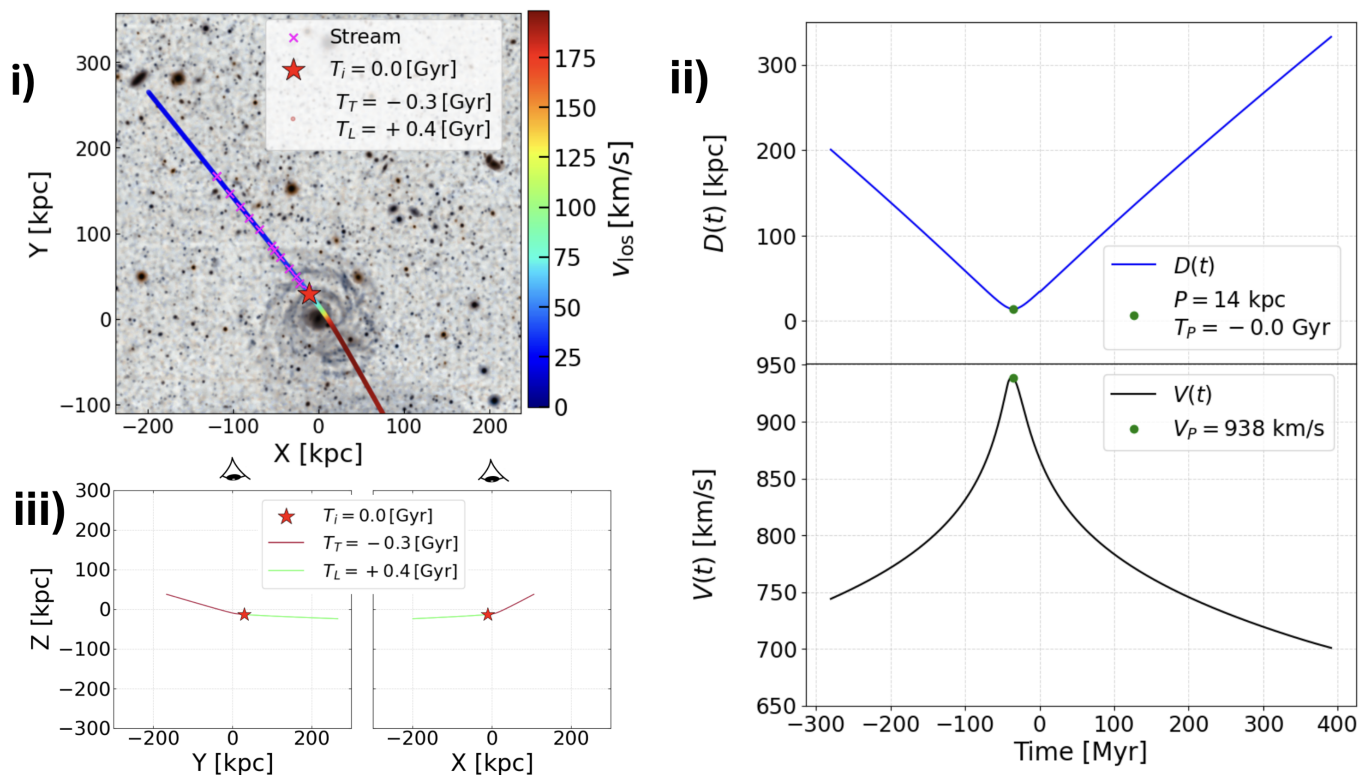 i)
Stream
T_i = 0.0 [Gyr]
T_T = −0.3 [Gyr]
T_L = +0.4 [Gyr]
300
200
100
0
−100
Y [kpc]
−200
−100
0
100
200
X [kpc]
175
150
125
100
75
50
25
0
v_los [km/s]
ii)
300
200
100
0
D(t) [kpc]
D(t)
P = 14 kpc
T_P = −0.0 Gyr
950
900
850
800
750
700
650
V(t) [km/s]
V(t)
V_P = 938 km/s
−300
−200
−100
0
100
200
300
400
Time [Myr]
iii)
300
200
100
0
−100
−200
−300
Z [kpc]
T_i = 0.0 [Gyr]
T_T = −0.3 [Gyr]
T_L = +0.4 [Gyr]
−200
0
200
Y [kpc]
−200
0
200
X [kpc]